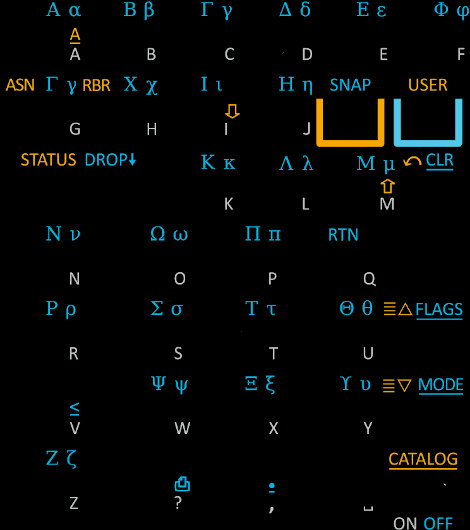 Α α Β β Γ γ Δ δ Ε ε Φ φ
A
A B C D E F
ASN Γ γ RBR Χ χ Ι ι Η η SNAP USER
G H I J
STATUS DROP↓ Κ κ Λ λ Μ μ CLR
K L M
Ν ν Ω ω Π π RTN
N O P Q
Ρ ρ Σ σ Τ τ Θ θ FLAGS
R S T U
Ψ ψ Ξ ξ ϒ υ MODE
≤
V W X Y
Ζ ζ CATALOG
Z ? , ␣
ON OFF